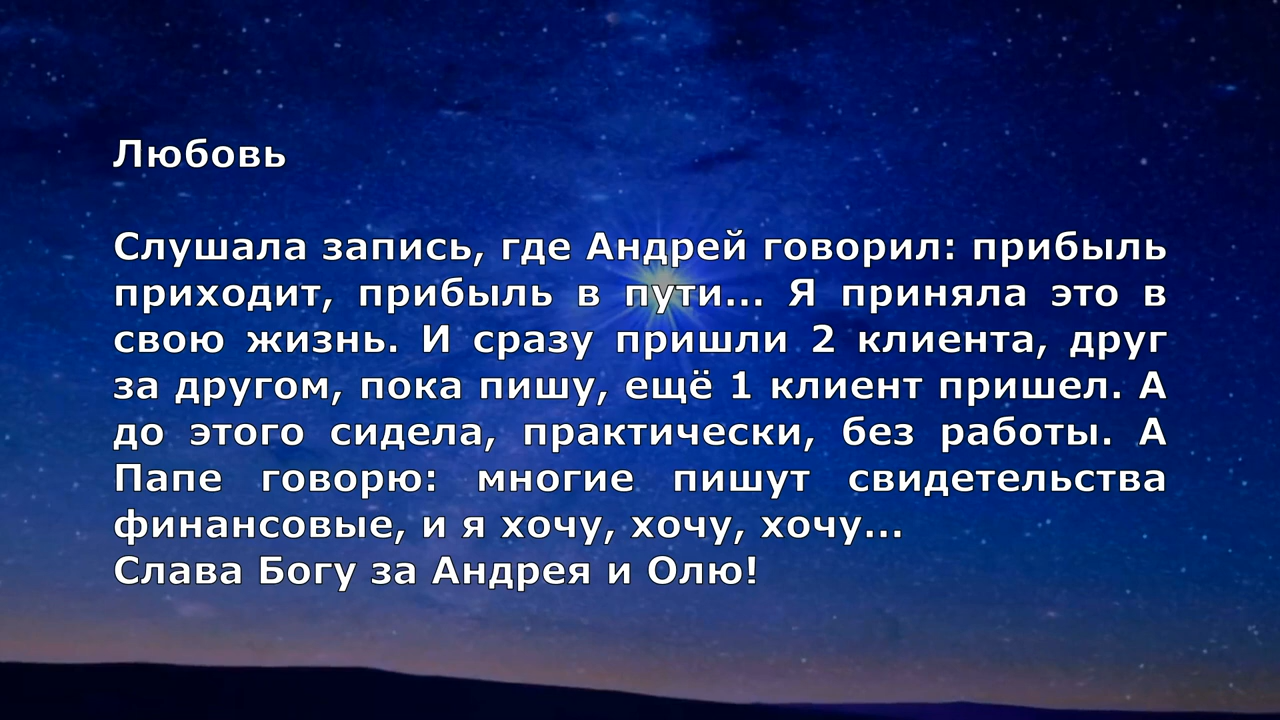 Любовь
Слушала запись, где Андрей говорил: прибыль
приходит, прибыль в пути... Я приняла это в
свою жизнь. И сразу пришли 2 клиента, друг
за другом, пока пишу, ещё 1 клиент пришел. А
до этого сидела, практически, без работы. А
Папе говорю: многие пишут свидетельства
финансовые, и я хочу, хочу, хочу...
Слава Богу за Андрея и Олю!